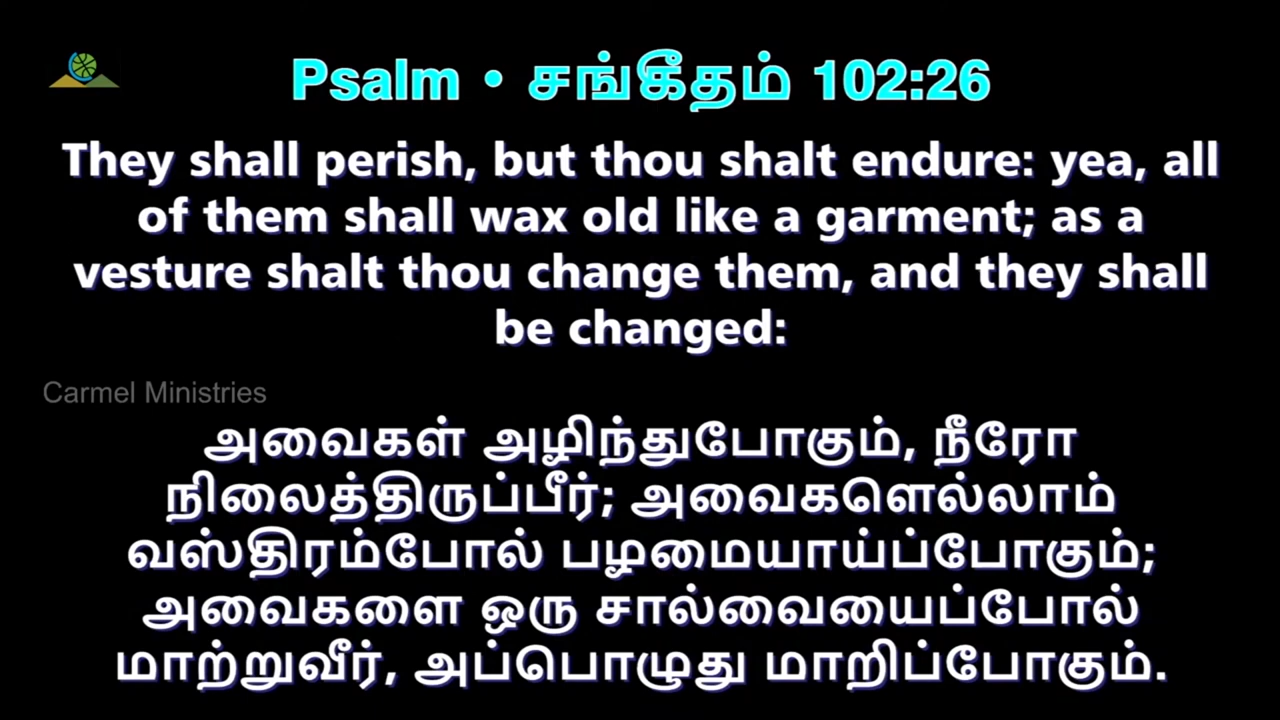 Psalm • சங்கீதம் 102:26
They shall perish, but thou shalt endure: yea, all
of them shall wax old like a garment; as a
vesture shalt thou change them, and they shall
be changed:
Carmel Ministries
அவைகள் அழிந்துபோகும், நீரோ
நிலைத்திருப்பீர்; அவைகளெல்லாம்
வஸ்திரம்போல் பழமையாய்ப்போகும்;
அவைகளை ஒரு சால்வையைப்போல்
மாற்றுவீர், அப்பொழுது மாறிப்போகும்.